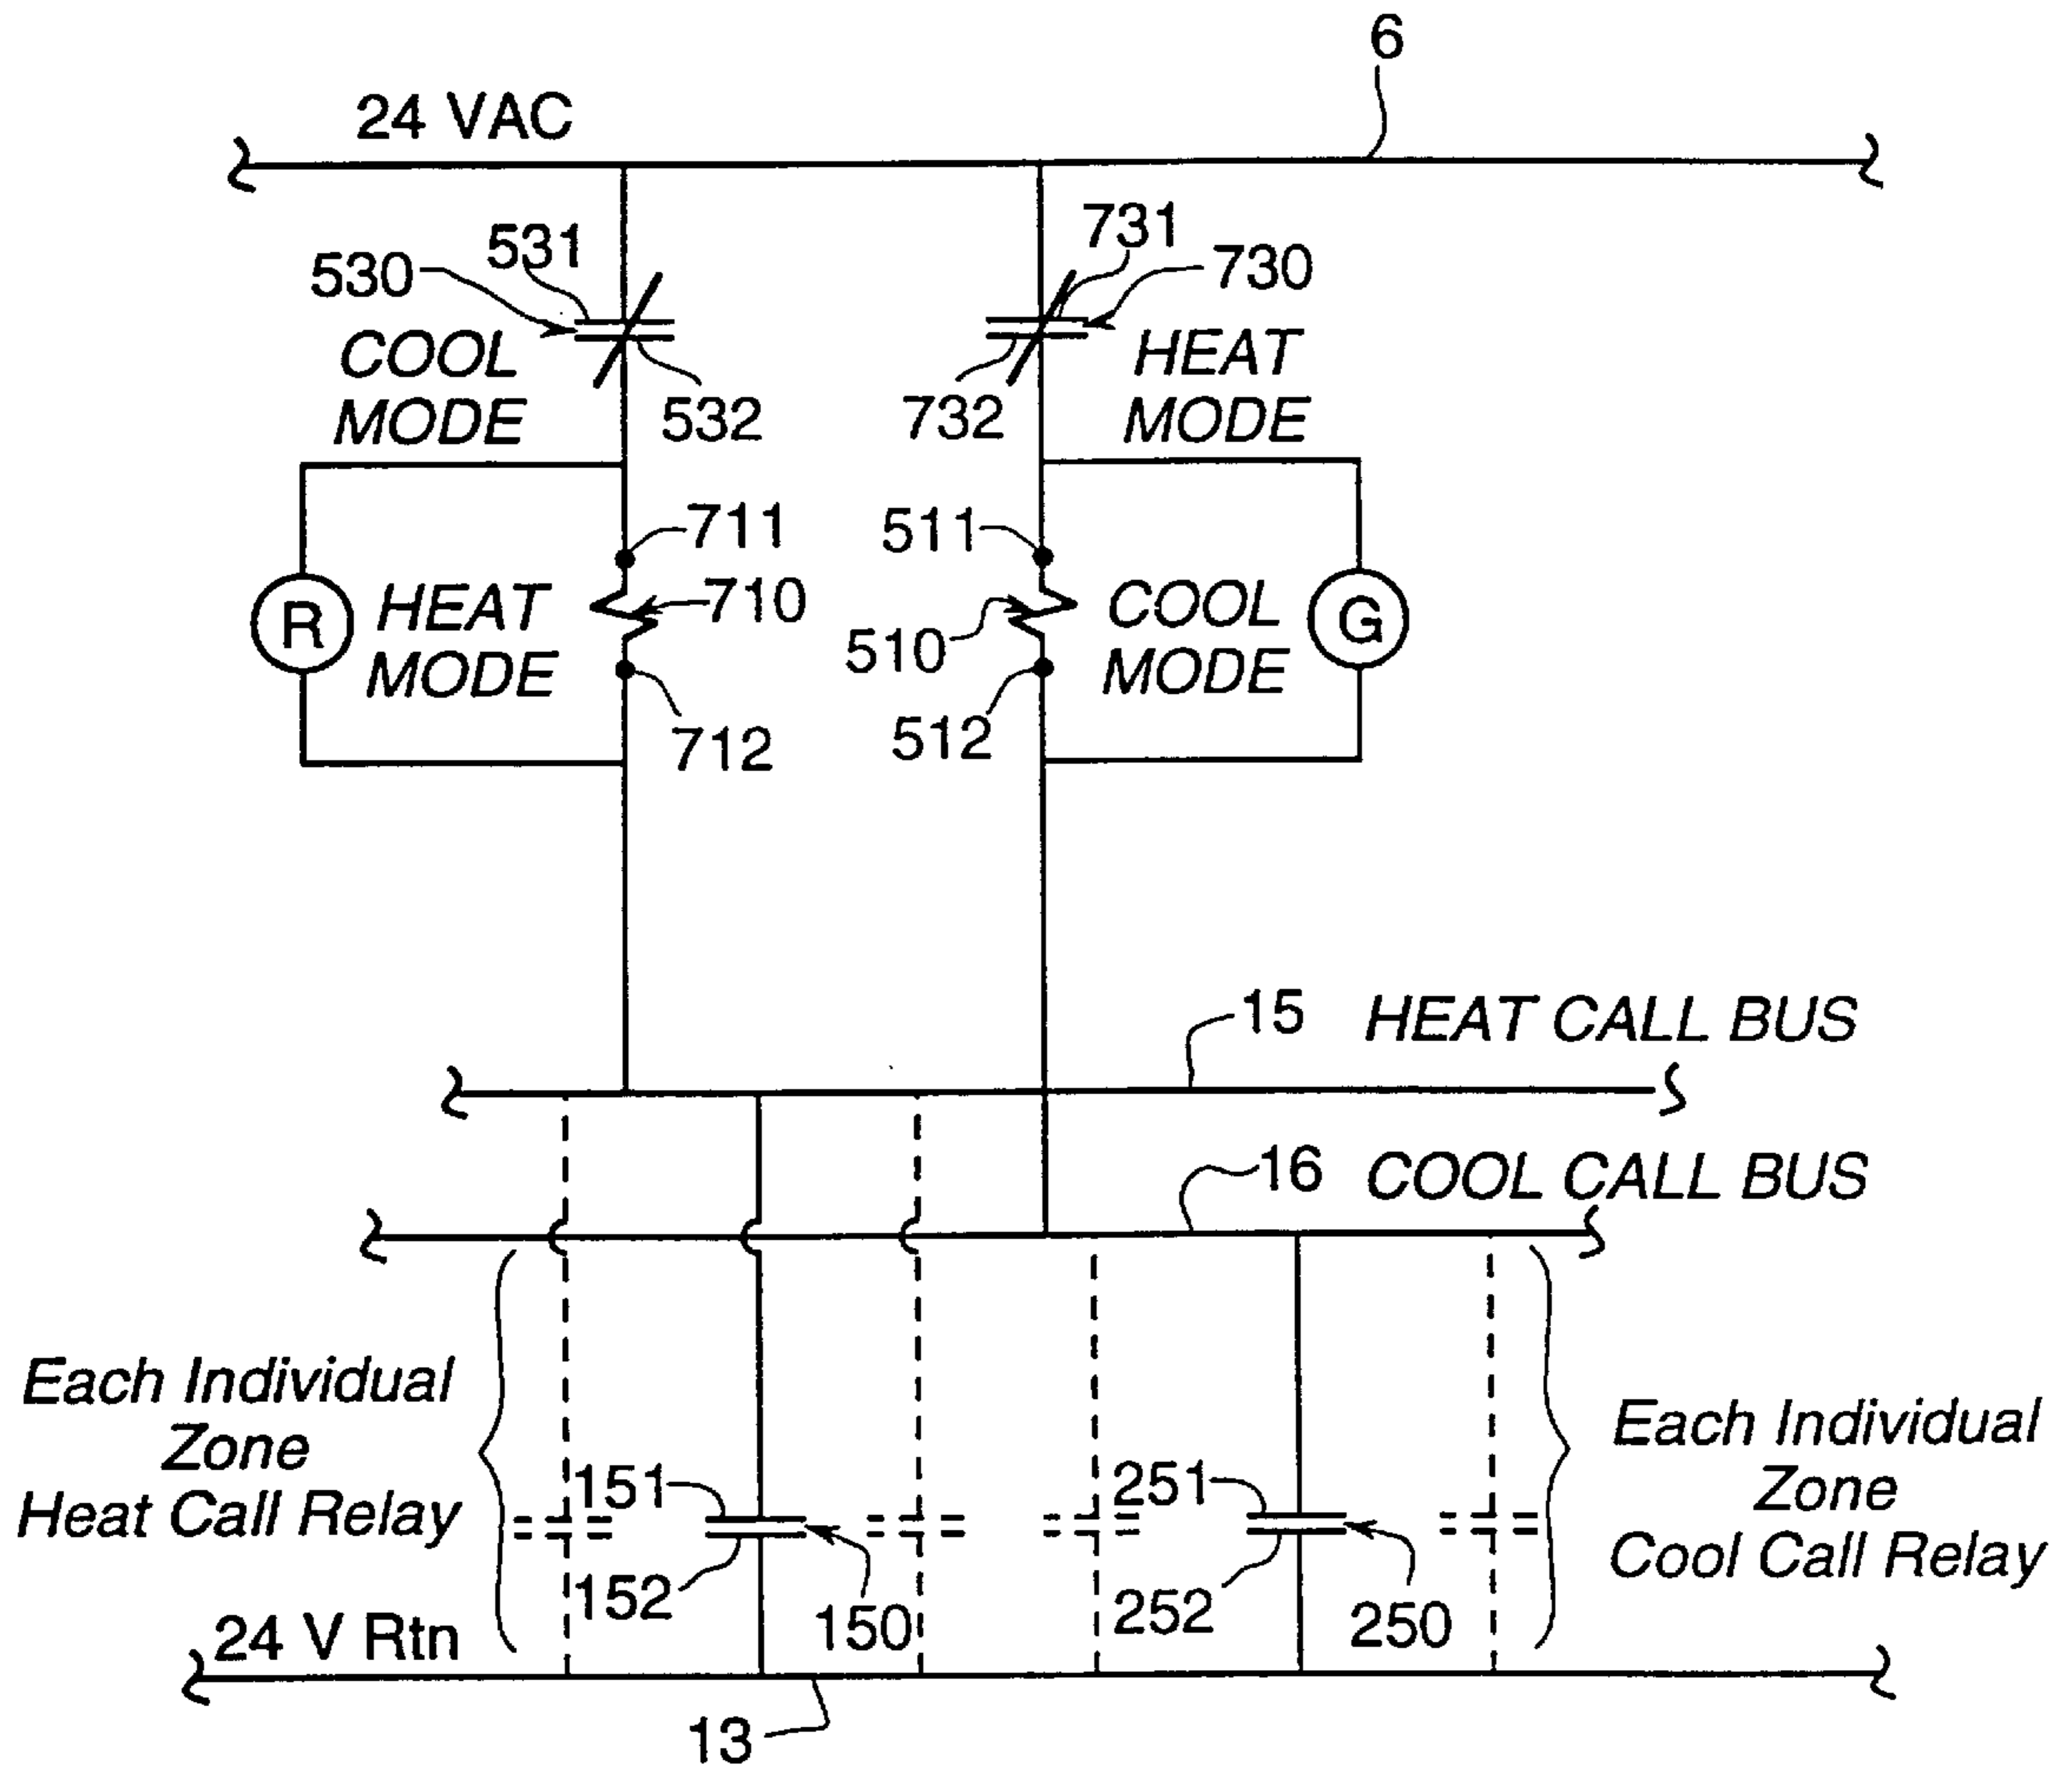 6
24 VAC
531
530
731
730
COOL
MODE
532
732
HEAT
MODE
711
511
R
HEAT
MODE
710
510
COOL
MODE
G
712
512
15 HEAT CALL BUS
16 COOL CALL BUS
Each Individual
Zone
Heat Call Relay
151
152
150
251
252
250
Each Individual
Zone
Cool Call Relay
24 V Rtn
13